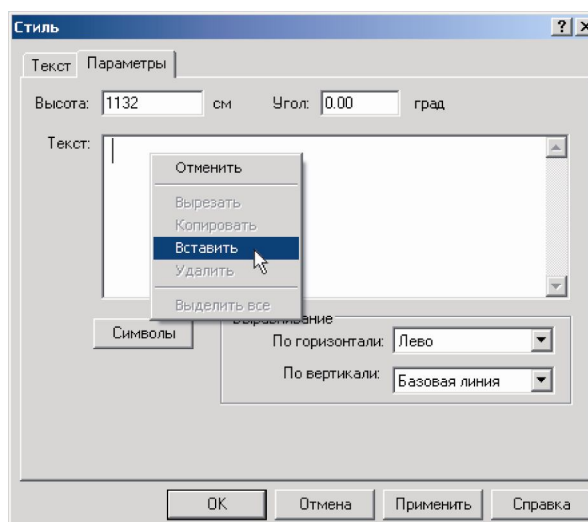 Стиль
Текст Параметры
Высота: 1132 см Угол: 0.00 град
Текст:
Отменить
Вырезать
Копировать
Вставить
Удалить
Выделить все
Символы
Выравнивание
По горизонтали: Лево
По вертикали: Базовая линия
OK Отмена Применить Справка